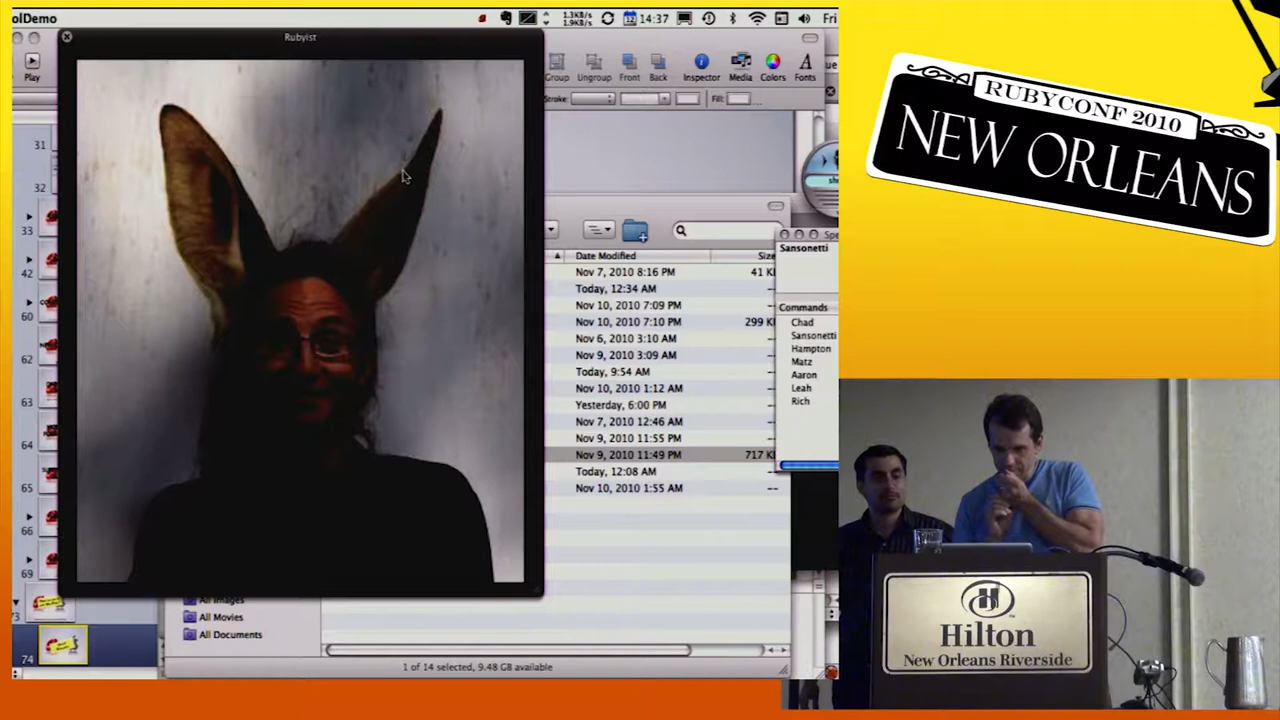 olDemo
1.3KB/s
1.9KB/s
12
14:37
Fri
Rubyist
Play
Group
Ungroup
Front
Back
Inspector
Media
Colors
Fonts
Stroke:
Fill:
31
32
33
42
60
62
63
64
65
66
69
73
74
Date Modified
Size
Nov 7, 2010 8:16 PM
41 K
Today, 12:34 AM
--
Nov 10, 2010 7:09 PM
--
Nov 10, 2010 7:10 PM
299 K
Nov 6, 2010 3:10 AM
--
Nov 9, 2010 3:09 AM
--
Today, 9:54 AM
--
Nov 10, 2010 1:12 AM
--
Yesterday, 6:00 PM
--
Nov 7, 2010 12:46 AM
--
Nov 9, 2010 11:55 PM
--
Nov 9, 2010 11:49 PM
717 K
Today, 12:08 AM
--
Nov 10, 2010 1:55 AM
--
All Images
All Movies
All Documents
1 of 14 selected, 9.48 GB available
Spe
Sansonetti
Commands
Chad
Sansonetti
Hampton
Matz
Aaron
Leah
Rich
RUBYCONF 2010
NEW ORLEANS
Hilton
New Orleans Riverside